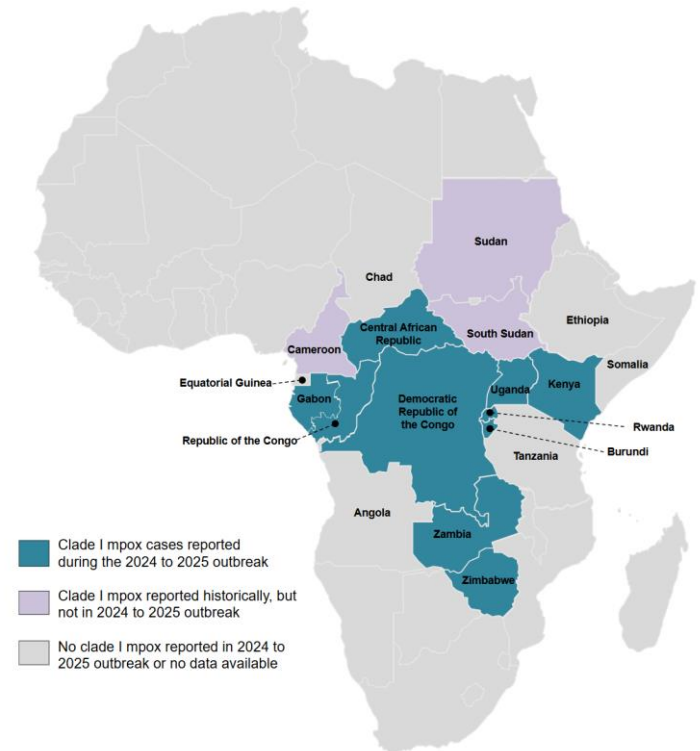 Sudan
Chad
Ethiopia
Central African
Republic
South Sudan
Cameroon
Somalia
Equatorial Guinea
Uganda
Kenya
Gabon
Democratic
Republic of
the Congo
Rwanda
Republic of the Congo
Burundi
Tanzania
Angola
Zambia
Zimbabwe
Clade I mpox cases reported
during the 2024 to 2025 outbreak
Clade I mpox reported historically, but
not in 2024 to 2025 outbreak
No clade I mpox reported in 2024 to
2025 outbreak or no data available